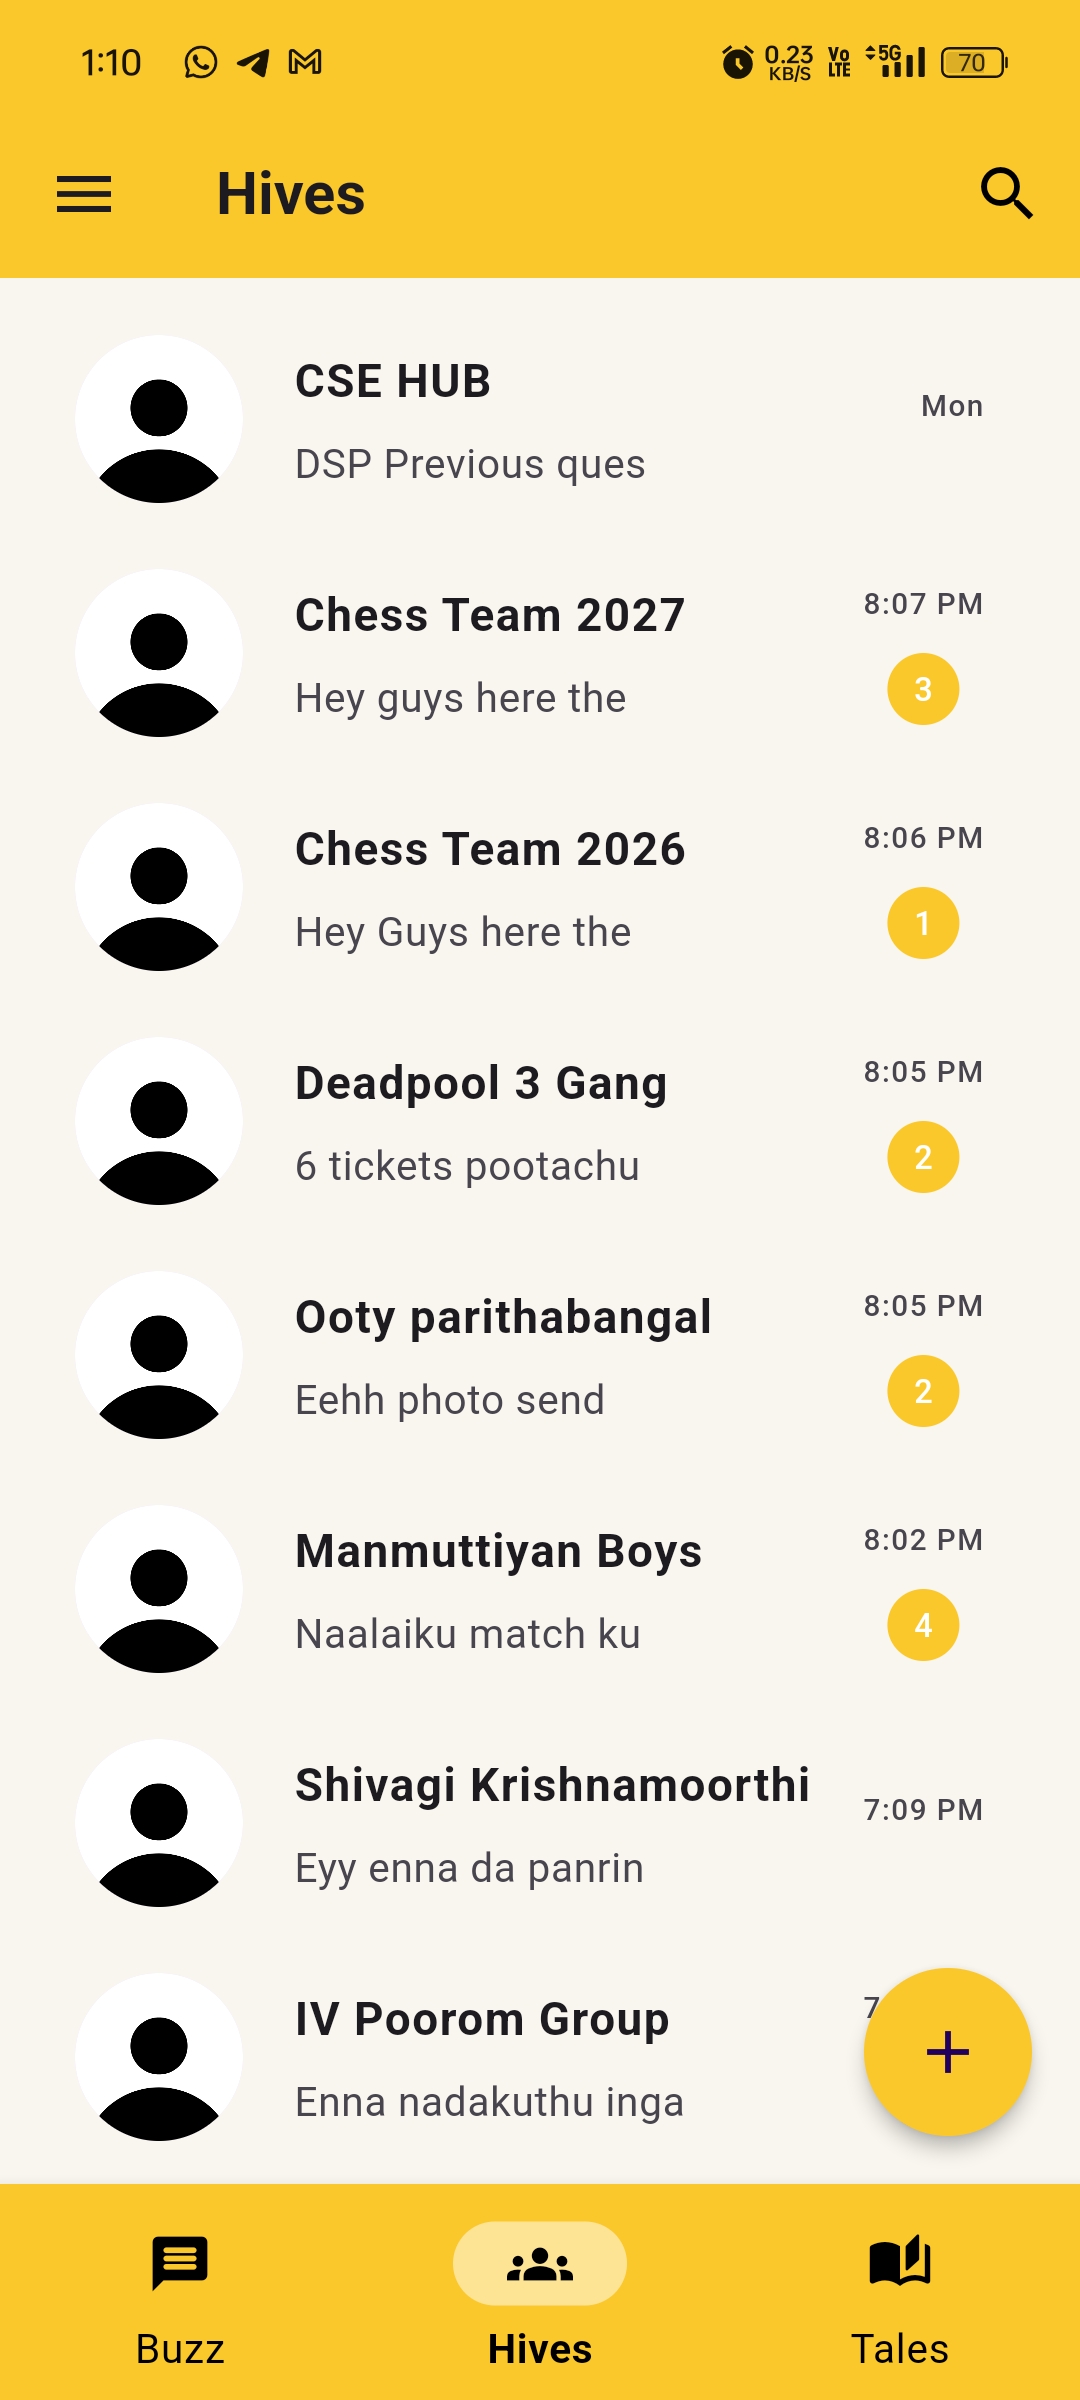 1:10 0.23 KB/S Vo LTE 5G 70
Hives
CSE HUB
Mon
DSP Previous ques
Chess Team 2027
8:07 PM
Hey guys here the
3
Chess Team 2026
8:06 PM
Hey Guys here the
1
Deadpool 3 Gang
8:05 PM
6 tickets pootachu
2
Ooty parithabangal
8:05 PM
Eehh photo send
2
Manmuttiyan Boys
8:02 PM
Naalaiku match ku
4
Shivagi Krishnamoorthi
7:09 PM
Eyy enna da panrin
IV Poorom Group
7
Enna nadakuthu inga
Buzz Hives Tales